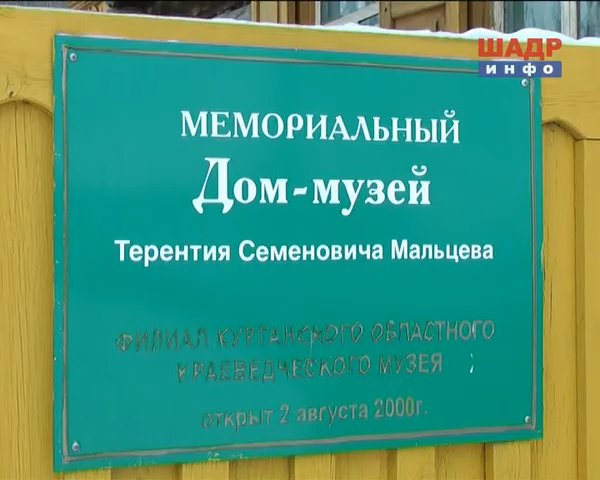 ШАДР
инфо
МЕМОРИАЛЬНЫЙ
Дом-музей
Терентия Семеновича Мальцева
ФИЛИАЛ КУРГАНСКОГО ОБЛАСТНОГО
КРАЕВЕДЧЕСКОГО МУЗЕЯ
открыт 2 августа 2000г.